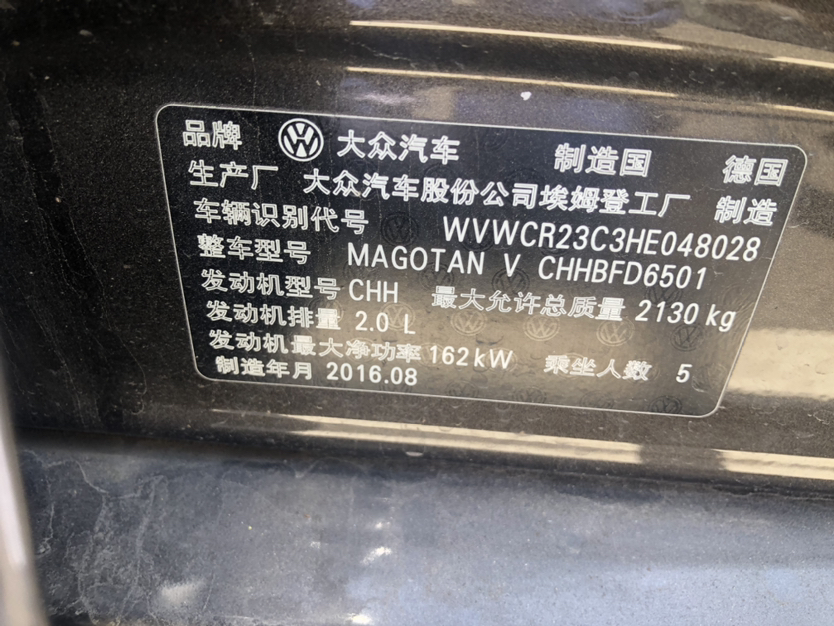 品牌 大众汽车 制造国 德国
生产厂 大众汽车股份公司埃姆登工厂 制造
车辆识别代号 WVWCR23C3HE048028
整车型号 MAGOTAN V CHHBFD6501
发动机型号 CHH 最大允许总质量 2130 kg
发动机排量 2.0 L
发动机最大净功率 162kW 乘坐人数 5
制造年月 2016.08